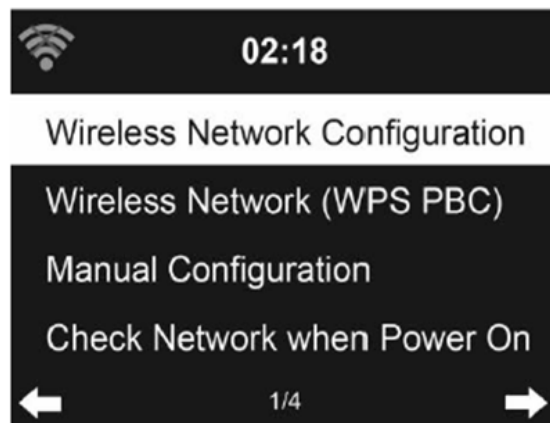 02:18
Wireless Network Configuration
Wireless Network (WPS PBC)
Manual Configuration
Check Network when Power On
1/4